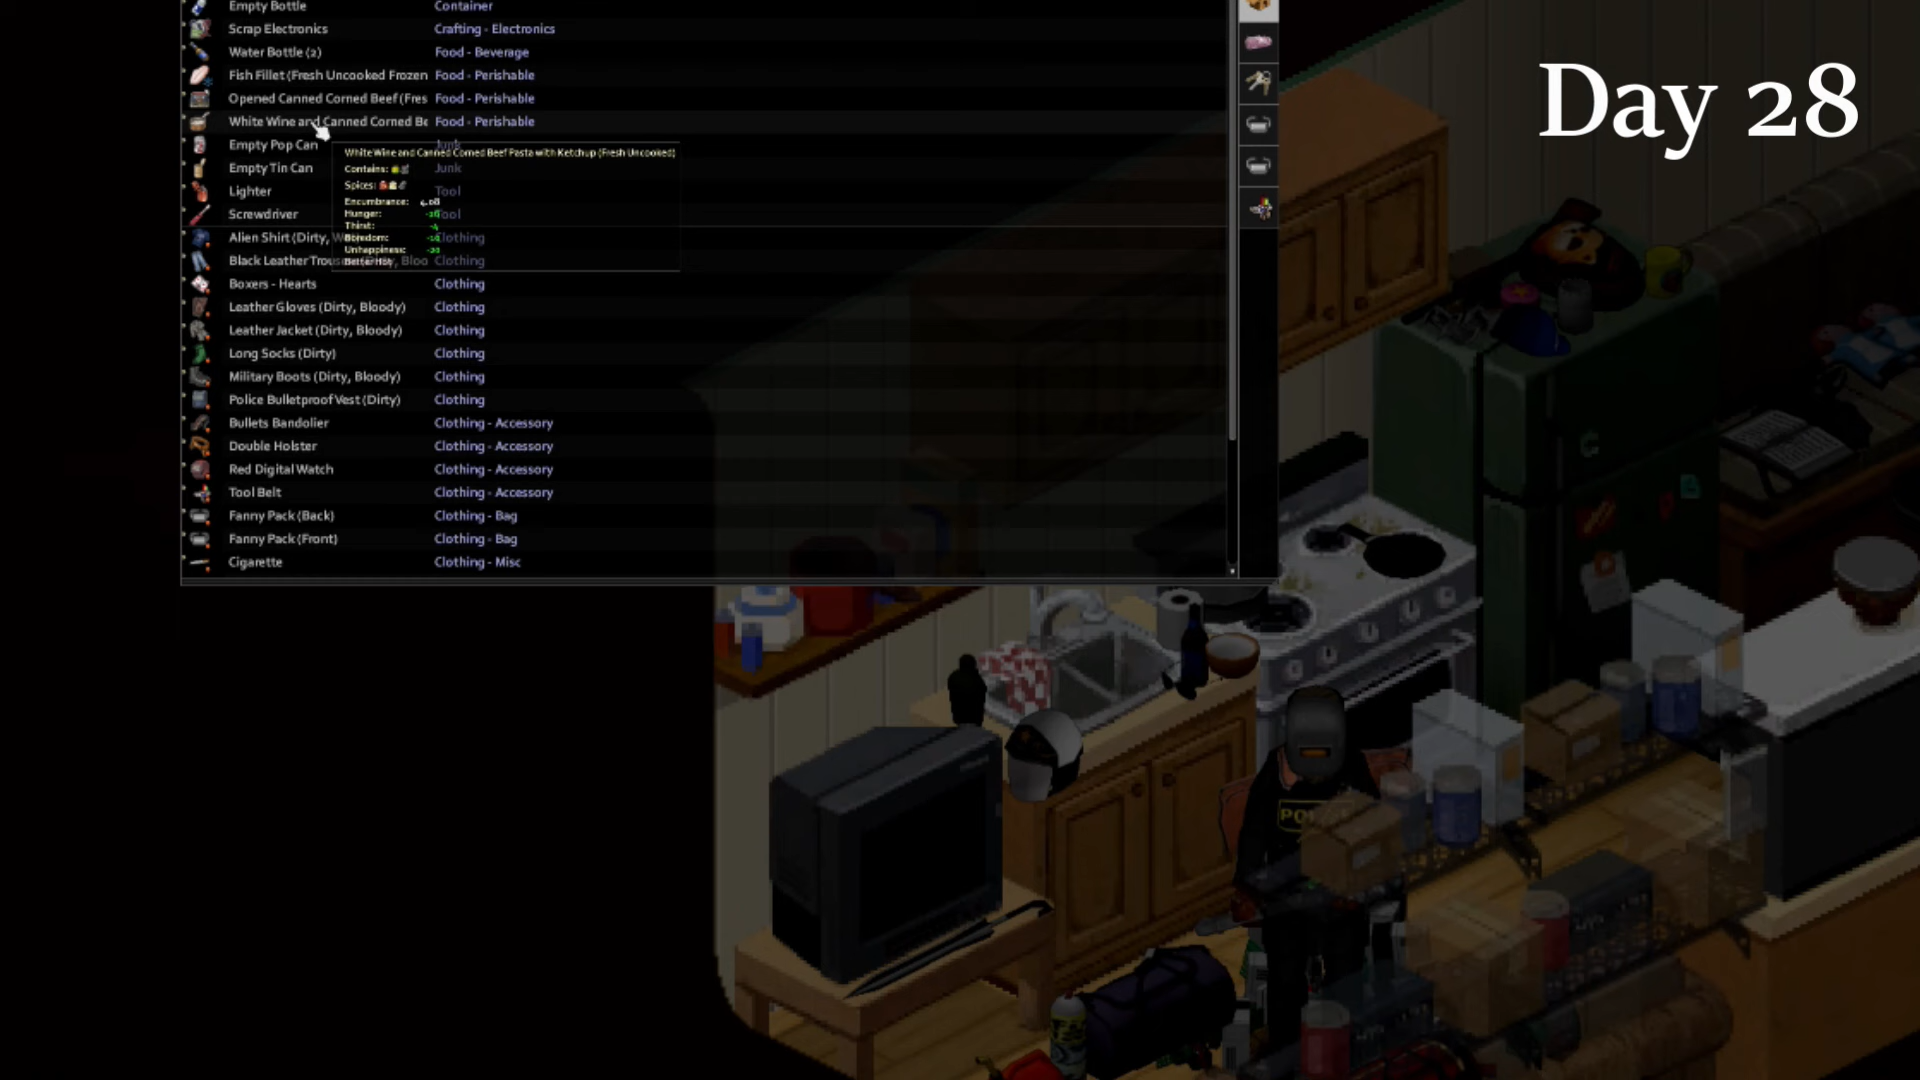 Empty Bottle Container
Day 28
Scrap Electronics Crafting - Electronics
Water Bottle (2) Food - Beverage
Fish Fillet (Fresh Uncooked Frozen Food - Perishable
Opened Canned Corned Beef (Fres Food - Perishable
White Wine and Canned Corned Be Food - Perishable
Empty Pop Can Junk
White Wine and Canned Corned Beef Pasta with Ketchup (Fresh Uncooked)
Empty Tin Can Contains: Junk
Spices:
Lighter Tool
Encumbrance:
Screwdriver Hunger: Tool
Thirst: -4
Alien Shirt (Dirty, Boredom: Clothing
Unhappiness: -20
Black Leather Trous Clothing
Boxers - Hearts Clothing
Leather Gloves (Dirty, Bloody) Clothing
Leather Jacket (Dirty, Bloody) Clothing
Long Socks (Dirty) Clothing
Military Boots (Dirty, Bloody) Clothing
Police Bulletproof Vest (Dirty) Clothing
Bullets Bandolier Clothing - Accessory
Double Holster Clothing - Accessory
Red Digital Watch Clothing - Accessory
Tool Belt Clothing - Accessory
Fanny Pack (Back) Clothing - Bag
Fanny Pack (Front) Clothing - Bag
Cigarette Clothing - Misc